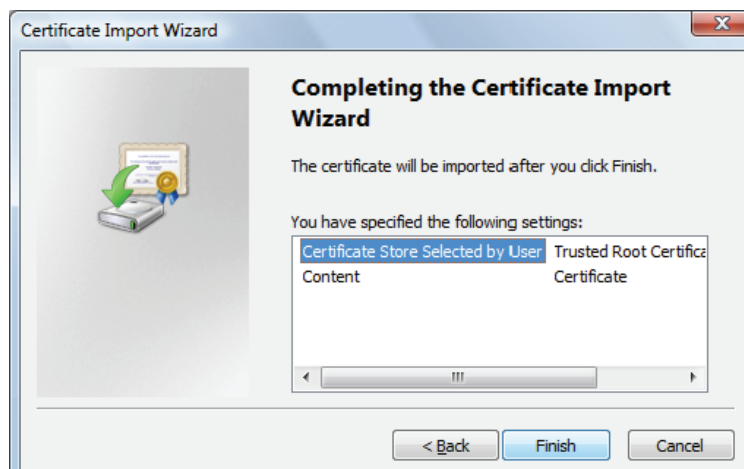 Certificate Import Wizard
Completing the Certificate Import
Wizard
The certificate will be imported after you click Finish.
You have specified the following settings:
Certificate Store Selected by User Trusted Root Certifica
Content Certificate
< Back Finish Cancel